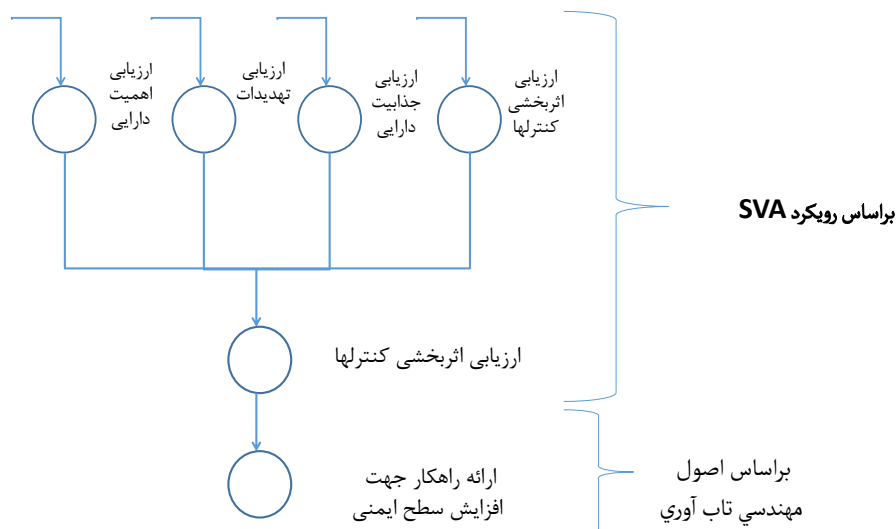 ارزیابی
اثربخشی
کنترلها
ارزیابی
جذابیت
دارایی
ارزیابی
تهدیدات
ارزیابی
اهمیت
دارایی
براساس رویکرد SVA
ارزیابی اثربخشی کنترلها
ارائه راهکار جهت
افزایش سطح ایمنی
براساس اصول
مهندسي تاب آوري